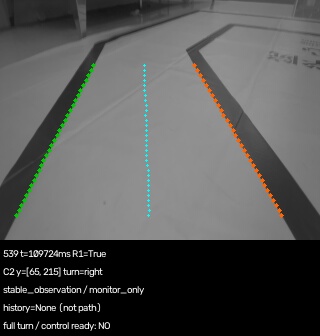 539 t=109724ms R1=True
C2 y=[65, 215] turn=right
stable_observation / monitor_only
history=None (not path)
full turn / control ready: NO